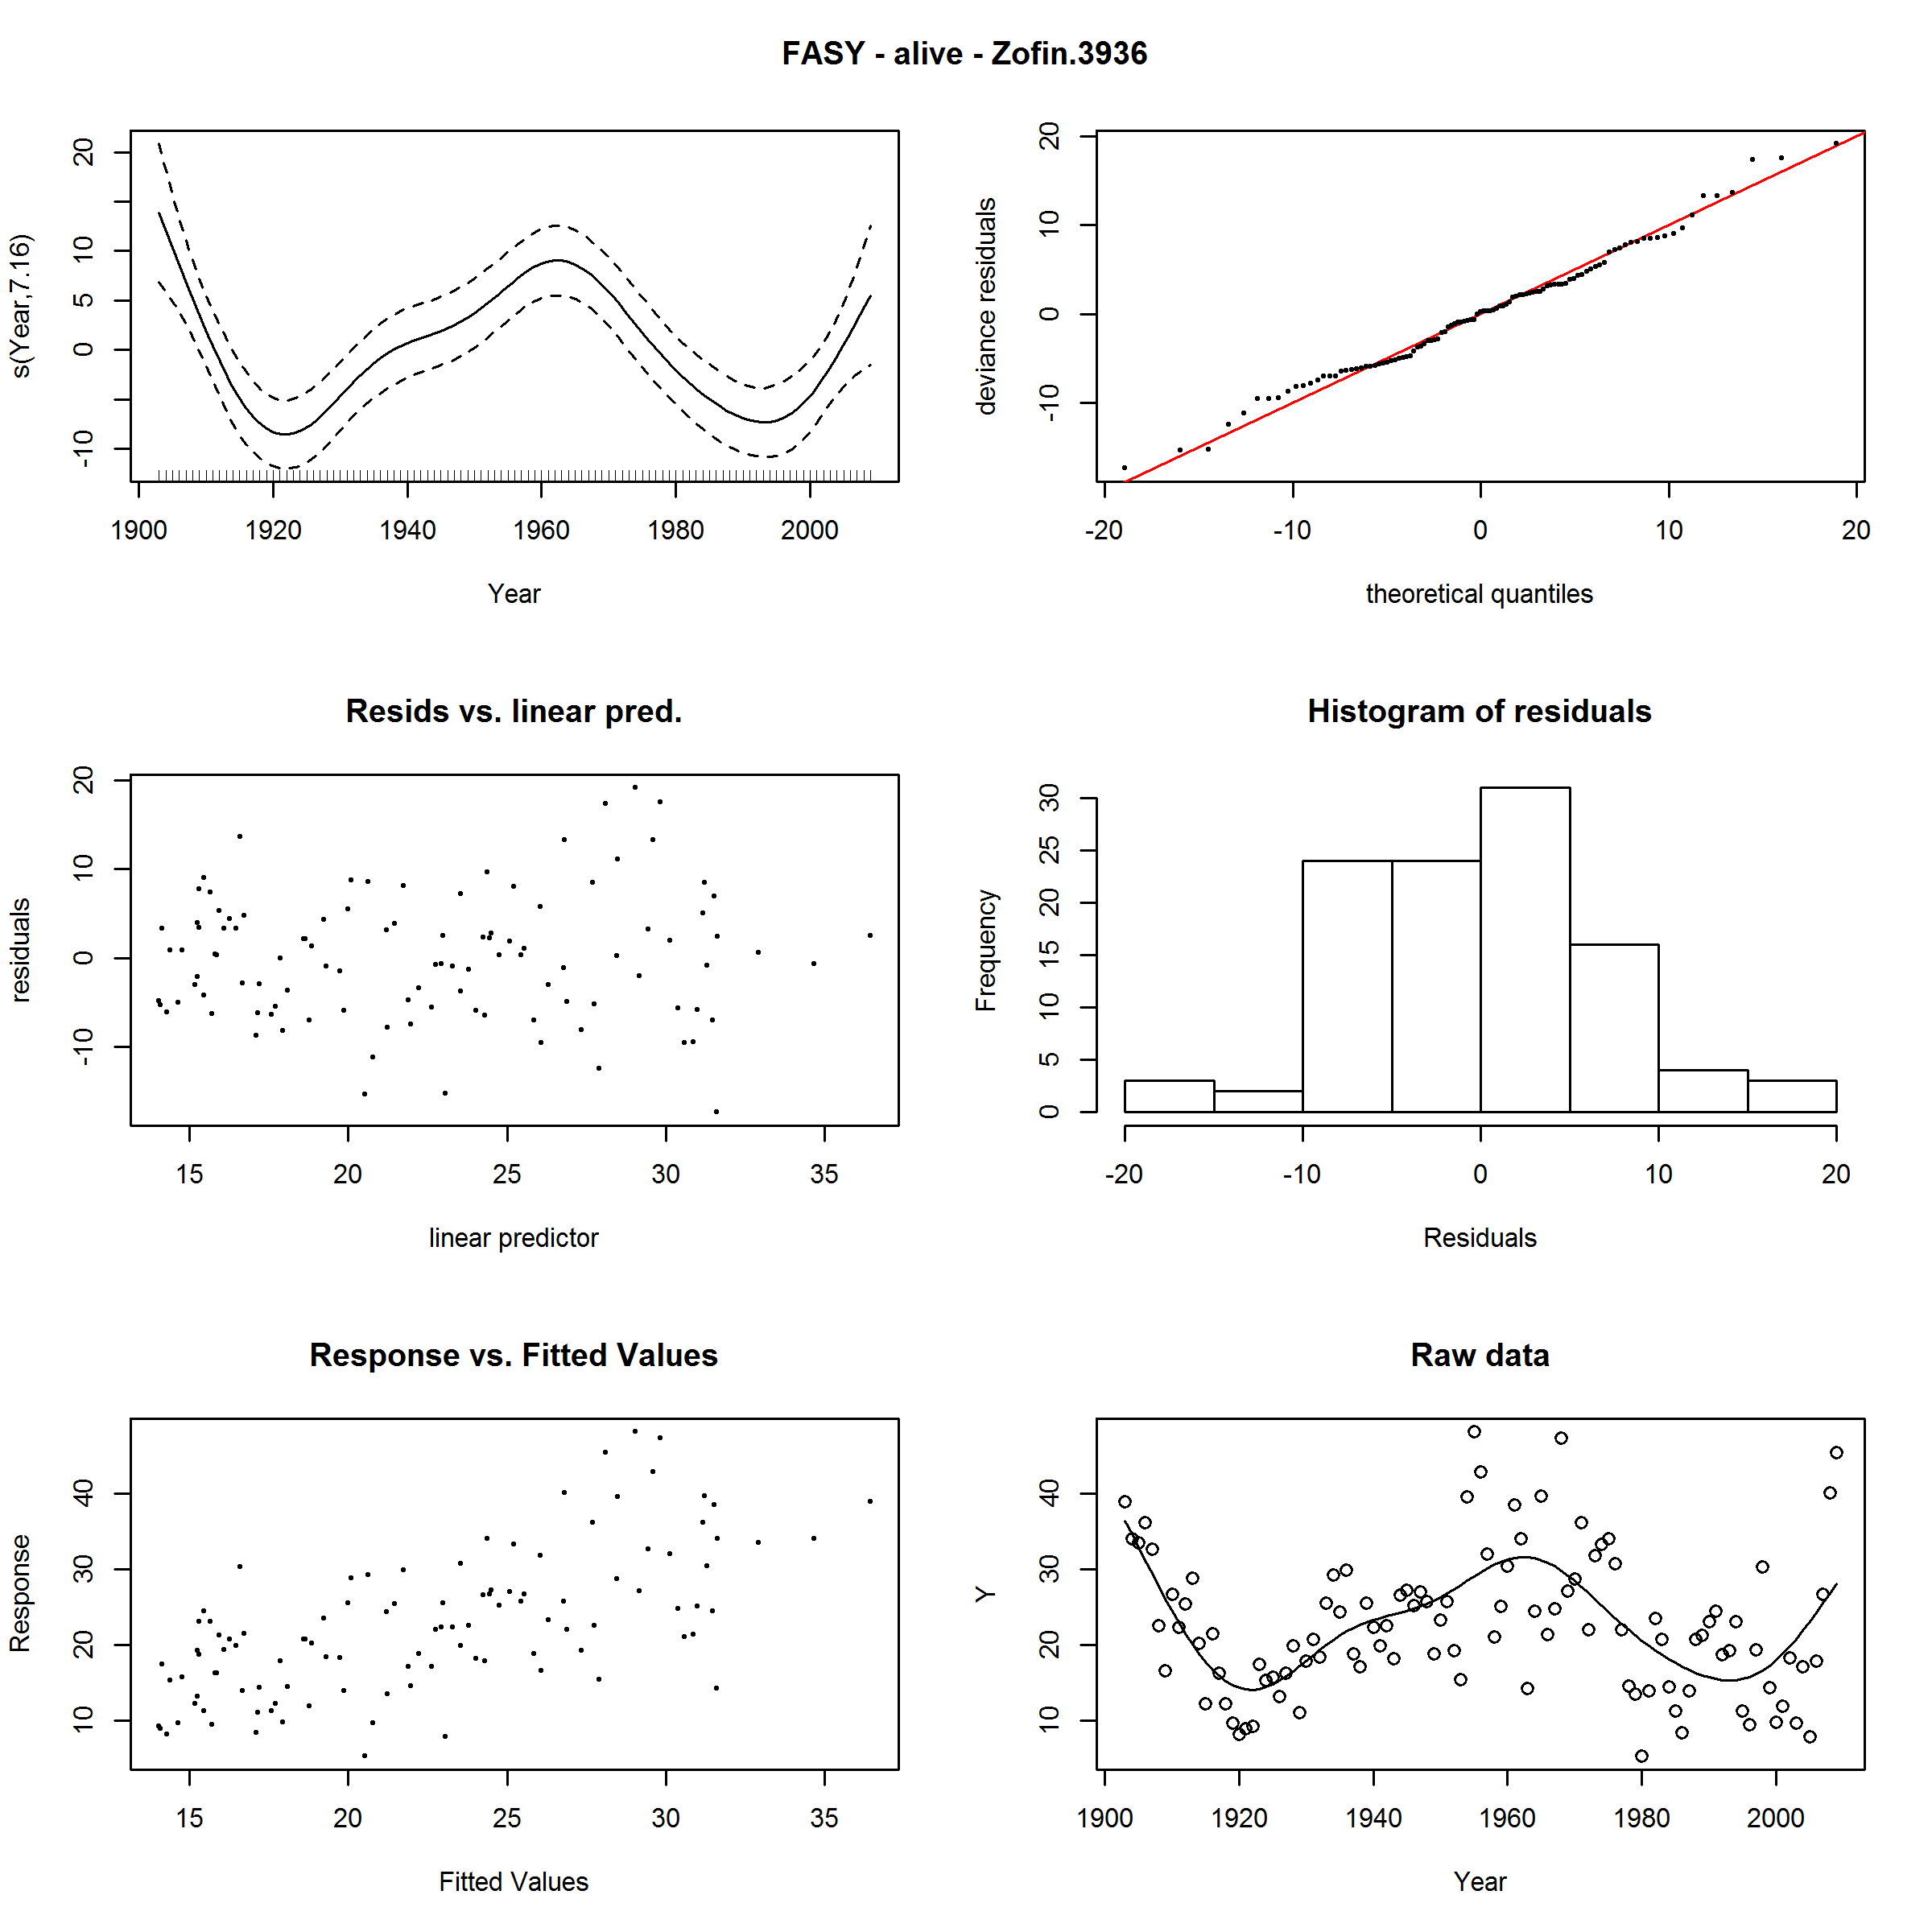 FASY - alive - Zofin.3936
s(Year,7.16)
-10 0 5 10 20
1900 1920 1940 1960 1980 2000
Year
deviance residuals
-10 0 10 20
-20 -10 0 10 20
theoretical quantiles
Resids vs. linear pred.
residuals
-10 0 10 20
15 20 25 30 35
linear predictor
Histogram of residuals
Frequency
0 5 10 15 20 25 30
-20 -10 0 10 20
Residuals
Response vs. Fitted Values
Response
10 20 30 40
15 20 25 30 35
Fitted Values
Raw data
Y
10 20 30 40
1900 1920 1940 1960 1980 2000
Year